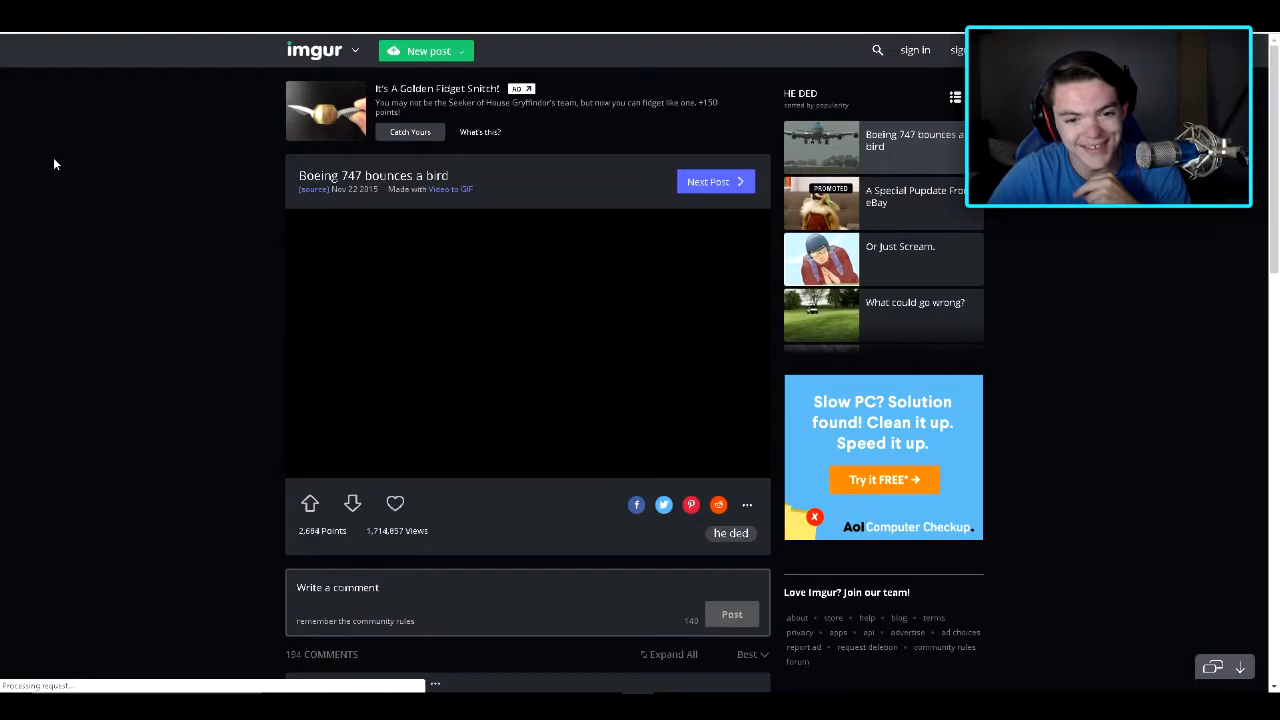 imgur
New post
sign in
sig
It's A Golden Fidget Snitch!
AD
You may not be the Seeker of House Gryffindor's team, but now you can fidget like one. +150
points!
Catch Yours
What's this?
Boeing 747 bounces a bird
(source) Nov 22 2015 Made with Video to GIF
Next Post
2,684 Points
1,714,857 Views
he ded
Write a comment
remember the community rules
140
Post
194 COMMENTS
Expand All
Best
Processing request...
HE DED
sorted by popularity
Boeing 747 bounces a
bird
PROMOTED
A Special Pupdate Fro
eBay
Or Just Scream.
What could go wrong?
Slow PC? Solution
found! Clean it up.
Speed it up.
Try it FREE*
Aol Computer Checkup.
Love Imgur? Join our team!
about • store • help • blog • terms
privacy • apps • api • advertise • ad choices
report ad • request deletion • community rules
forum